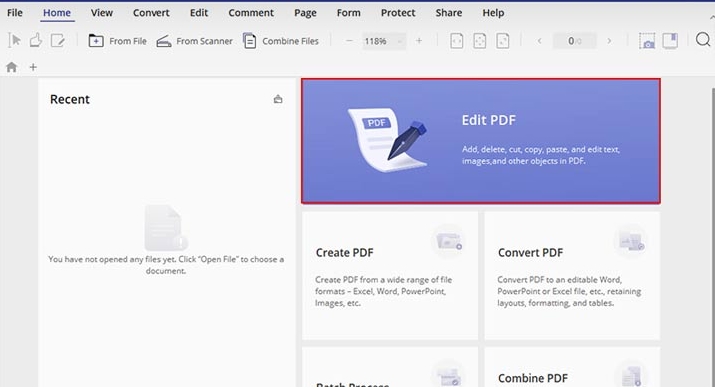 File Home View Convert Edit Comment Page Form Protect Share Help
From File From Scanner Combine Files 118% 0/0
Recent
PDF
Edit PDF
Add, delete, cut, copy, paste, and edit text,
images,and other objects in PDF.
You have not opened any files yet. Click “Open File” to choose a
document.
Create PDF
Create PDF from a wide range of file
formats – Excel, Word, PowerPoint,
Images, etc.
Convert PDF
Convert PDF to an editable Word,
PowerPoint or Excel file, etc., retaining
layouts, formatting, and tables.
Batch Process
Combine PDF